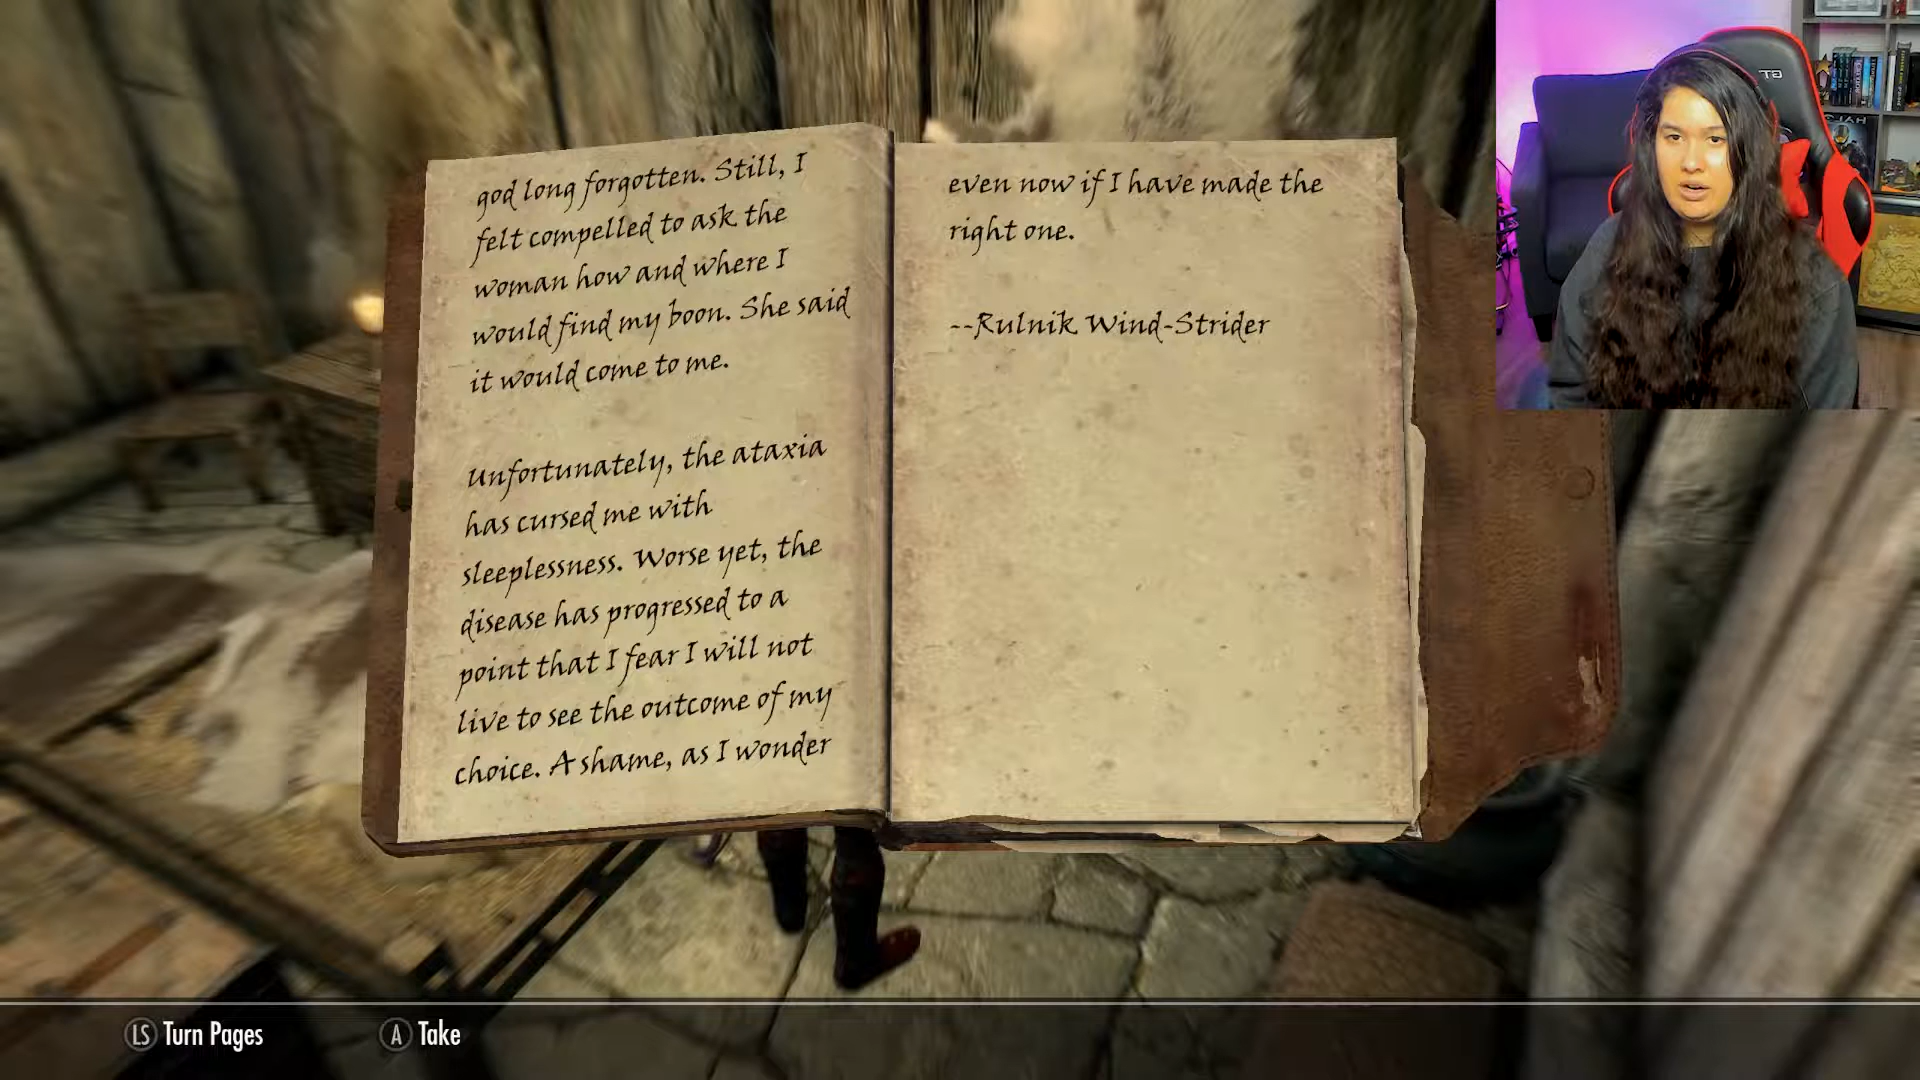 god long forgotten. Still, I
felt compelled to ask the
woman how and where I
would find my boon. She said
it would come to me.
Unfortunately, the ataxia
has cursed me with
sleeplessness. Worse yet, the
disease has progressed to a
point that I fear I will not
live to see the outcome of my
choice. A shame, as I wonder
even now if I have made the
right one.
--Rulnik Wind-Strider
GT
HALO
LS Turn Pages
A Take